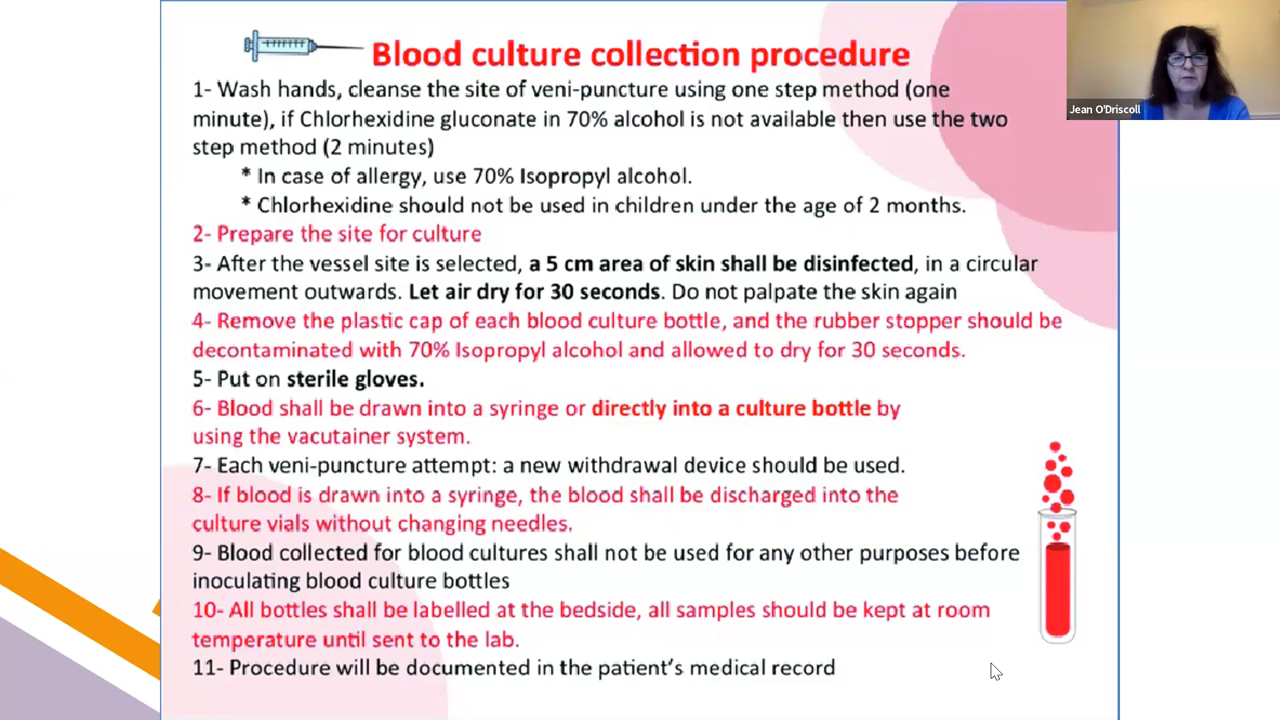 Blood culture collection procedure
Jean O'Driscoll
1- Wash hands, cleanse the site of veni-puncture using one step method (one
minute), if Chlorhexidine gluconate in 70% alcohol is not available then use the two
step method (2 minutes)
* In case of allergy, use 70% Isopropyl alcohol.
* Chlorhexidine should not be used in children under the age of 2 months.
2- Prepare the site for culture
3- After the vessel site is selected, a 5 cm area of skin shall be disinfected, in a circular
movement outwards. Let air dry for 30 seconds. Do not palpate the skin again
4- Remove the plastic cap of each blood culture bottle, and the rubber stopper should be
decontaminated with 70% Isopropyl alcohol and allowed to dry for 30 seconds.
5- Put on sterile gloves.
6- Blood shall be drawn into a syringe or directly into a culture bottle by
using the vacutainer system.
7- Each veni-puncture attempt: a new withdrawal device should be used.
8- If blood is drawn into a syringe, the blood shall be discharged into the
culture vials without changing needles.
9- Blood collected for blood cultures shall not be used for any other purposes before
inoculating blood culture bottles
10- All bottles shall be labelled at the bedside, all samples should be kept at room
temperature until sent to the lab.
11- Procedure will be documented in the patient's medical record